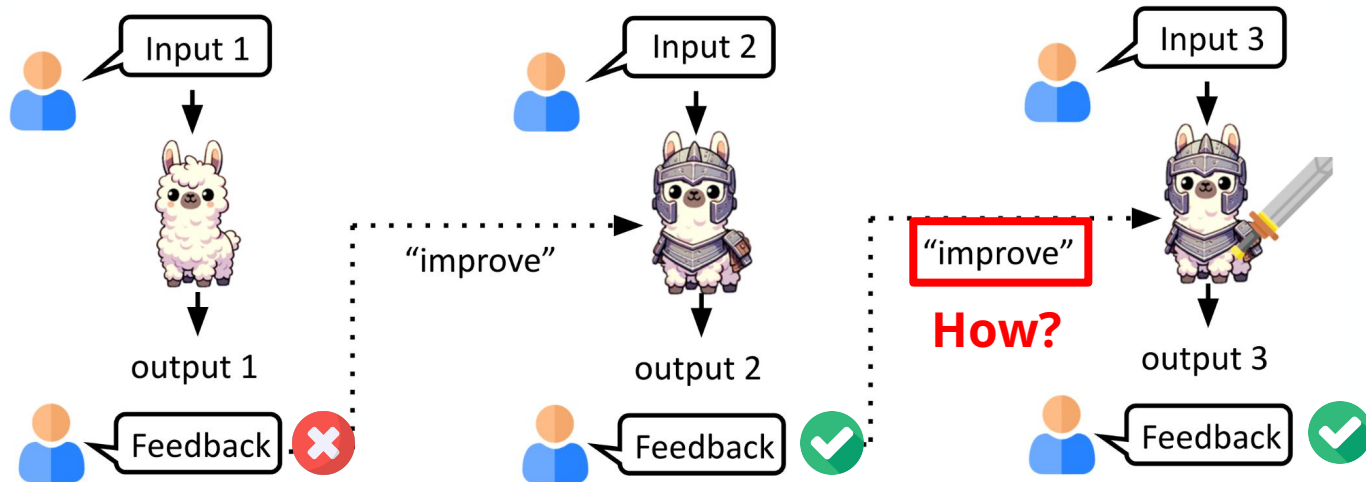 Input 1
Input 2
Input 3
“improve”
“improve”
How?
output 1
output 2
output 3
Feedback
Feedback
Feedback